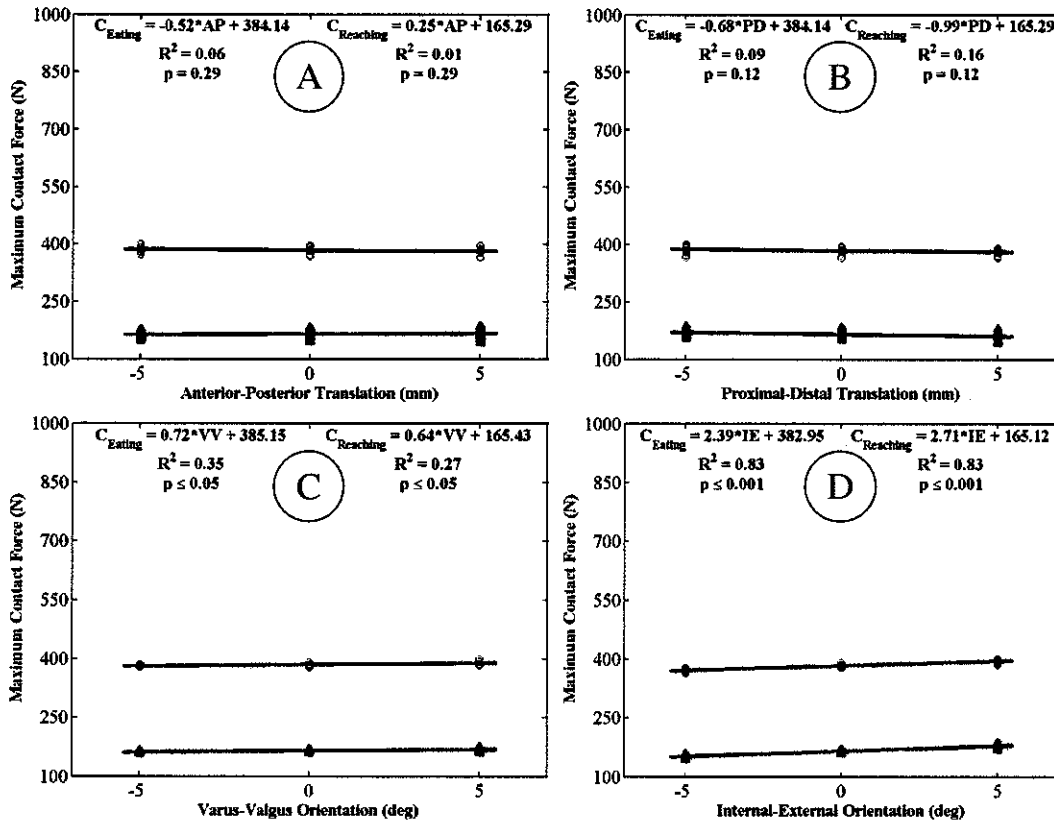 C_Eating = -0.52*AP + 384.14 C_Reaching = 0.25*AP + 165.29
R² = 0.06 R² = 0.01
p = 0.29 p = 0.29
A
1000
850
700
550
400
250
100
Maximum Contact Force (N)
-5 0 5
Anterior-Posterior Translation (mm)
C_Eating = -0.68*PD + 384.14 C_Reaching = -0.99*PD + 165.29
R² = 0.09 R² = 0.16
p = 0.12 p = 0.12
B
1000
850
700
550
400
250
100
Maximum Contact Force (N)
-5 0 5
Proximal-Distal Translation (mm)
C_Eating = 0.72*VV + 385.15 C_Reaching = 0.64*VV + 165.43
R² = 0.35 R² = 0.27
p ≤ 0.05 p ≤ 0.05
C
1000
850
700
550
400
250
100
Maximum Contact Force (N)
-5 0 5
Varus-Valgus Orientation (deg)
C_Eating = 2.39*IE + 382.95 C_Reaching = 2.71*IE + 165.12
R² = 0.83 R² = 0.83
p ≤ 0.001 p ≤ 0.001
D
1000
850
700
550
400
250
100
Maximum Contact Force (N)
-5 0 5
Internal-External Orientation (deg)